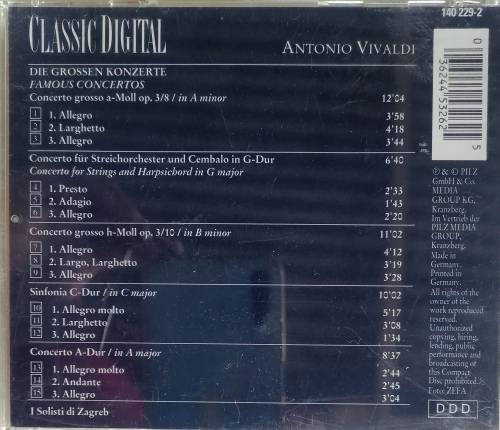 140 229-2
CLASSIC DIGITAL
ANTONIO VIVALDI
DIE GROSSEN KONZERTE
FAMOUS CONCERTOS
Concerto grosso a-Moll op. 3/8 / in A minor 12'04
1 1. Allegro 3'58
2 2. Larghetto 4'18
3 3. Allegro 3'44
Concerto für Streichorchester und Cembalo in G-Dur 6'40
Concerto for Strings and Harpsichord in G major
4 1. Presto 2'33
5 2. Adagio 1'43
6 3. Allegro 2'20
Concerto grosso h-Moll op. 3/10 / in B minor 11'02
7 1. Allegro 4'12
8 2. Largo, Larghetto 3'19
9 3. Allegro 3'28
Sinfonia C-Dur / in C major 10'02
10 1. Allegro molto 5'17
11 2. Larghetto 3'08
12 3. Allegro 1'34
Concerto A-Dur / in A major 8'37
13 1. Allegro molto 2'44
14 2. Andante 2'45
15 3. Allegro 3'04
I Solisti di Zagreb
0 36244 53262 5
℗ & © PILZ
GmbH & Co.
MEDIA
GROUP KG,
Kranzberg.
Im Vertrieb der
PILZ MEDIA
GROUP,
Kranzberg.
Made in
Germany.
Printed in
Germany.
All rights of the
owner of the
work reproduced
reserved.
Unauthorized
copying, hiring,
lending, public
performance and
broadcasting of
this Compact
Disc prohibited.
Foto: ZEFA
DDD